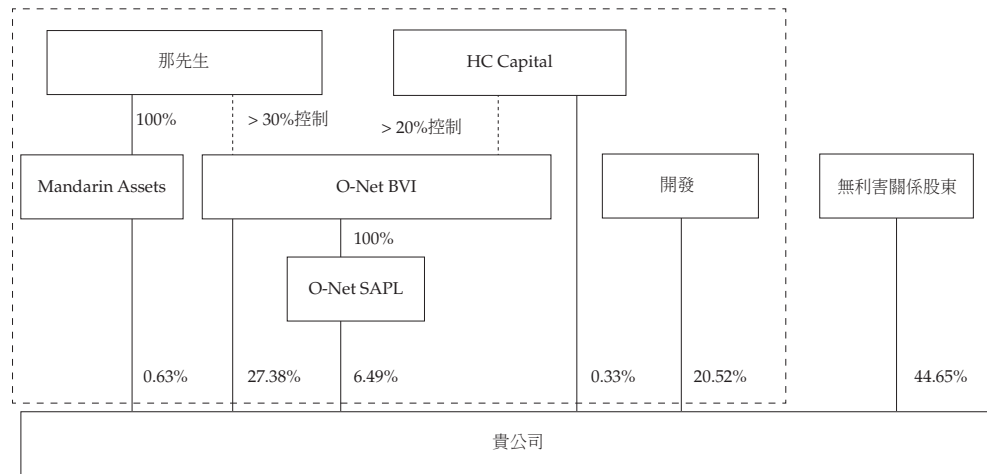 那先生
HC Capital
100%
> 30%控制
> 20%控制
Mandarin Assets
O-Net BVI
開發
無利害關係股東
100%
O-Net SAPL
0.63%
27.38%
6.49%
0.33%
20.52%
44.65%
貴公司